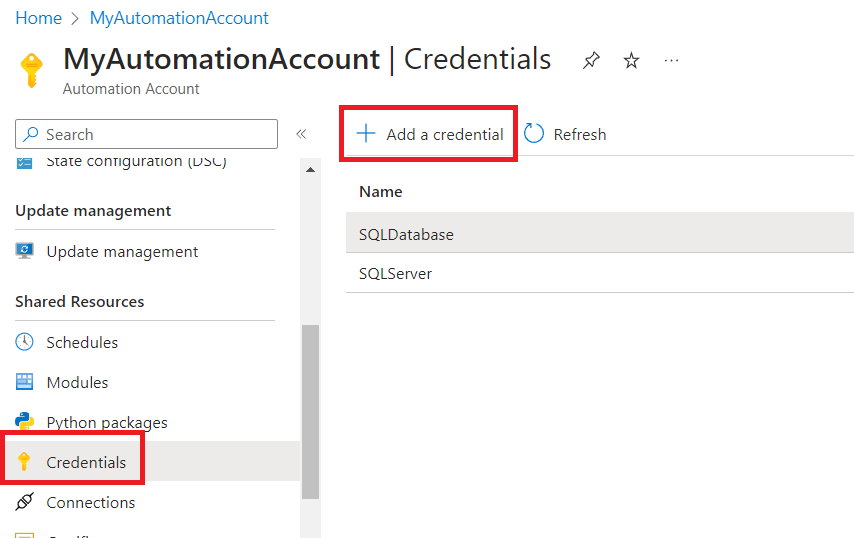 Home > MyAutomationAccount
MyAutomationAccount | Credentials ...
Automation Account
Search
«
State configuration (DSC)
Update management
Update management
Shared Resources
Schedules
Modules
Python packages
Credentials
Connections
+ Add a credential
Refresh
Name
SQLDatabase
SQLServer